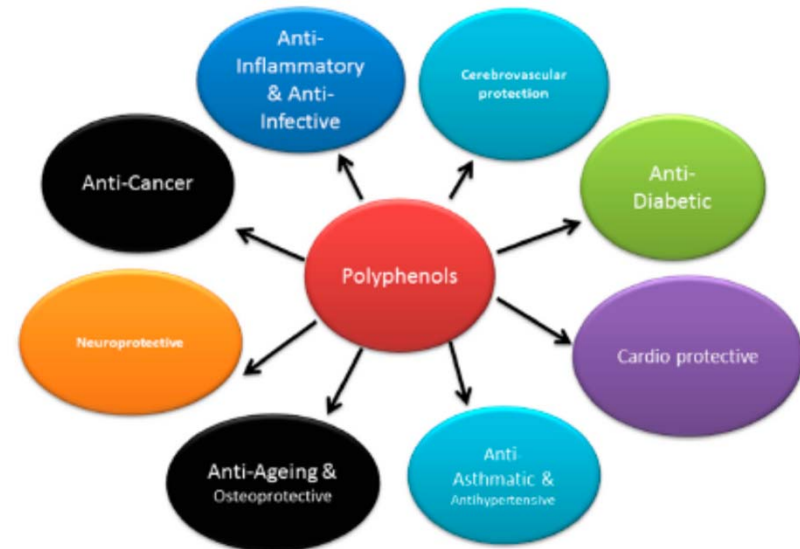 Anti-
Inflammatory
& Anti-
Infective
Cerebrovascular
protection
Anti-Cancer
Anti-
Diabetic
Polyphenols
Neuroprotective
Cardio protective
Anti-Ageing &
Osteoprotective
Anti-
Asthmatic &
Antihypertensive